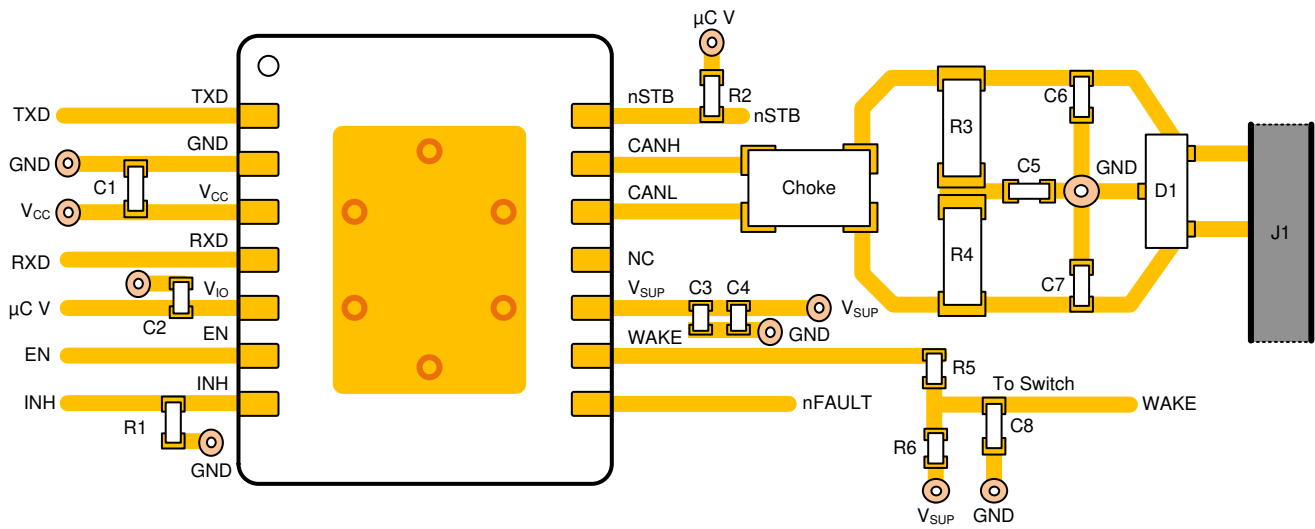 µC V
TXD
TXD
nSTB
R2
nSTB
C6
GND
CANH
R3
GND
C1
VCC
VCC
CANL
Choke
C5
GND
D1
J1
RXD
RXD
NC
R4
C7
VIO
µC V
C2
VSUP
C3
C4
VSUP
GND
EN
EN
WAKE
R5
INH
INH
R1
GND
nFAULT
To Switch
WAKE
C8
R6
VSUP
GND